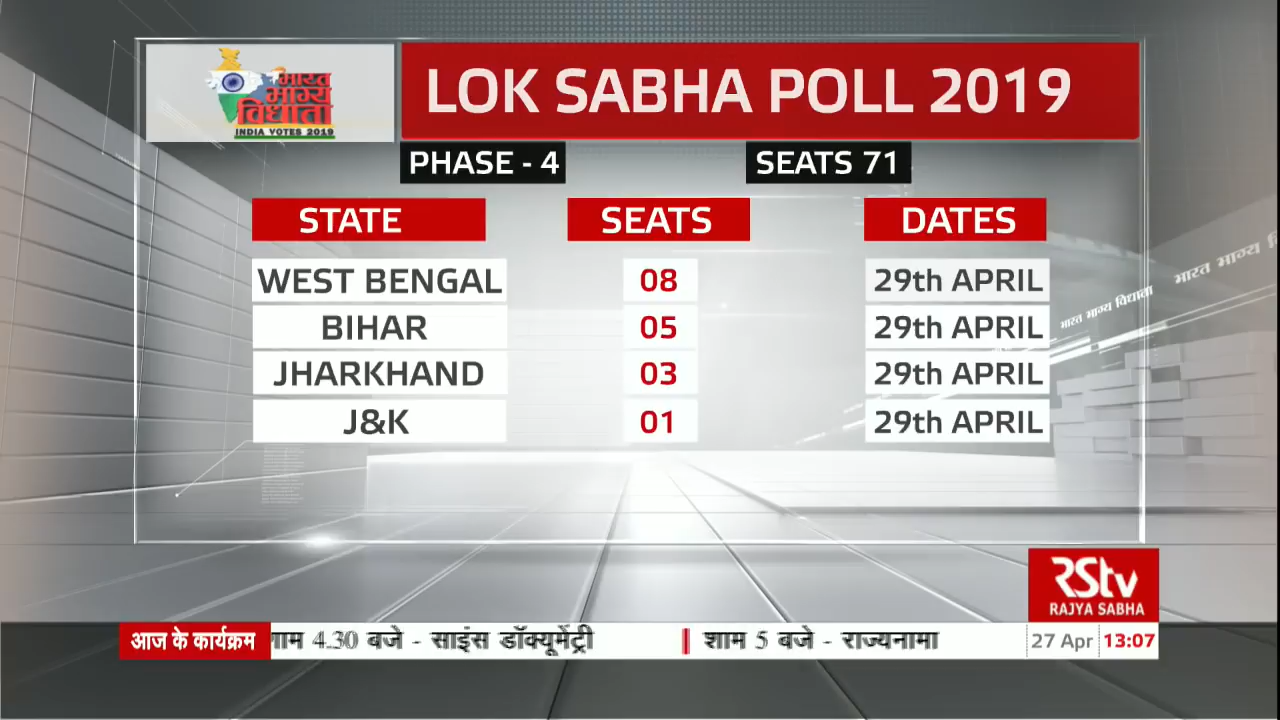 भारत
भाग्य
विधाता
INDIA VOTES 2019
LOK SABHA POLL 2019
PHASE - 4
SEATS 71
STATE SEATS DATES
WEST BENGAL 08 29th APRIL
BIHAR 05 29th APRIL
JHARKHAND 03 29th APRIL
J&K 01 29th APRIL
भारत भाग्य विधाता
भारत भाग्य वि
RStv
RAJYA SABHA
आज के कार्यक्रम
4.30 बजे - साइंस डॉक्यूमेंट्री | शाम 5 बजे - राज्यनामा
27 Apr 13:07